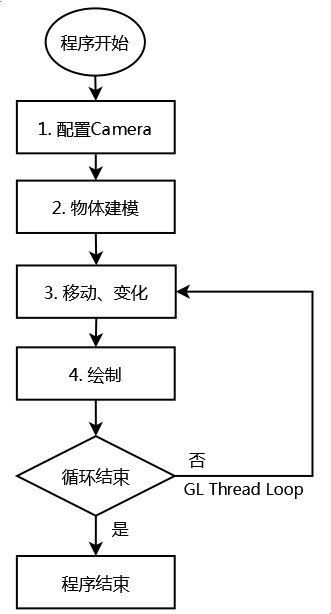 程序开始
1. 配置Camera
2. 物体建模
3. 移动、变化
4. 绘制
循环结束
否
GL Thread Loop
是
程序结束